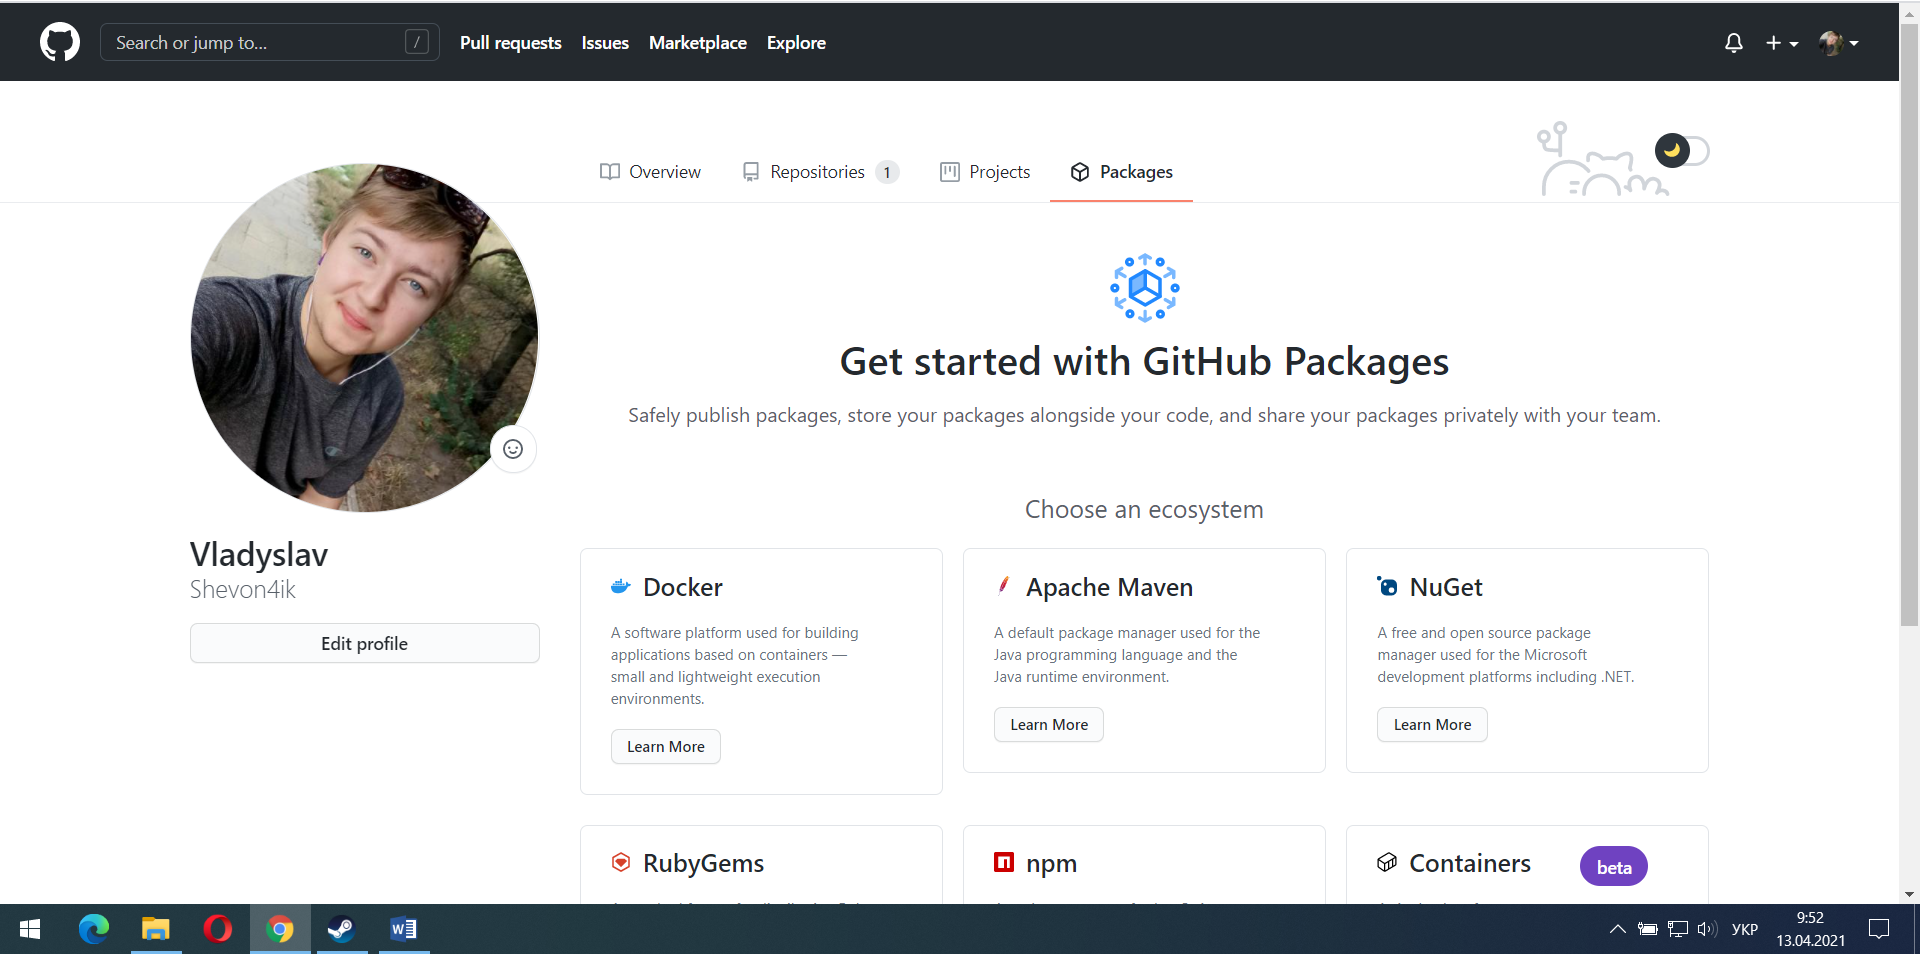 Search or jump to...
/
Pull requests
Issues
Marketplace
Explore
Overview
Repositories 1
Projects
Packages
Get started with GitHub Packages
Safely publish packages, store your packages alongside your code, and share your packages privately with your team.
Vladyslav
Shevon4ik
Edit profile
Choose an ecosystem
Docker
A software platform used for building
applications based on containers —
small and lightweight execution
environments.
Learn More
Apache Maven
A default package manager used for the
Java programming language and the
Java runtime environment.
Learn More
NuGet
A free and open source package
manager used for the Microsoft
development platforms including .NET.
Learn More
RubyGems
npm
Containers
beta
УКР
9:52
13.04.2021